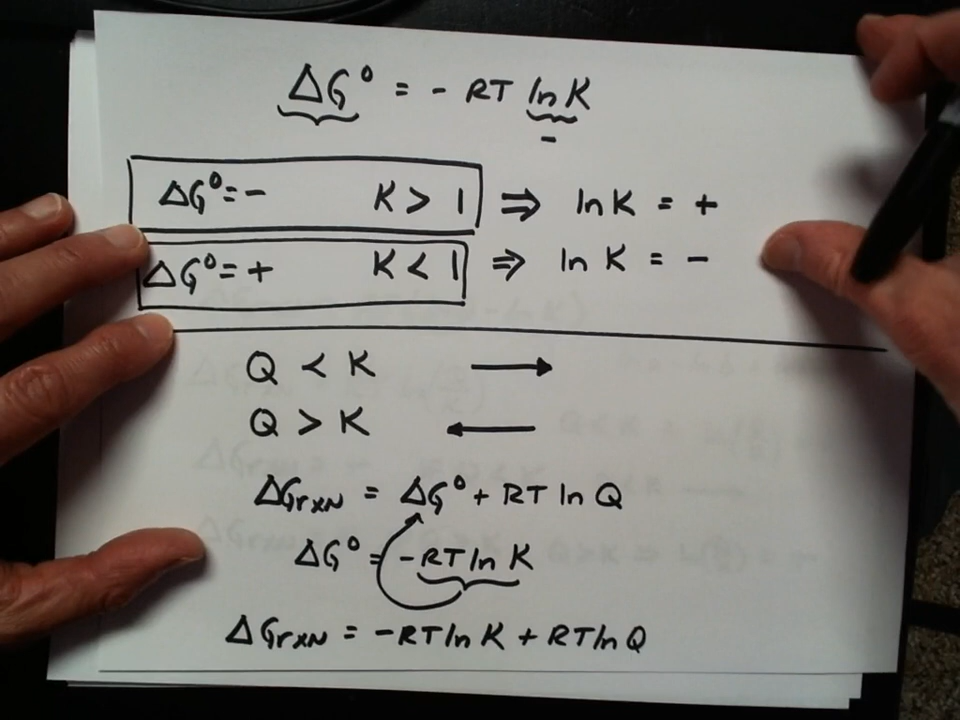 ΔG° = - RT ln K
-
ΔG° = - K > 1 ⇒ ln K = +
ΔG° = + K < 1 ⇒ ln K = -
Q < K →
Q > K ←
ΔGrxn = ΔG° + RT ln Q
ΔG° = -RT ln K
ΔGrxn = -RT ln K + RT ln Q